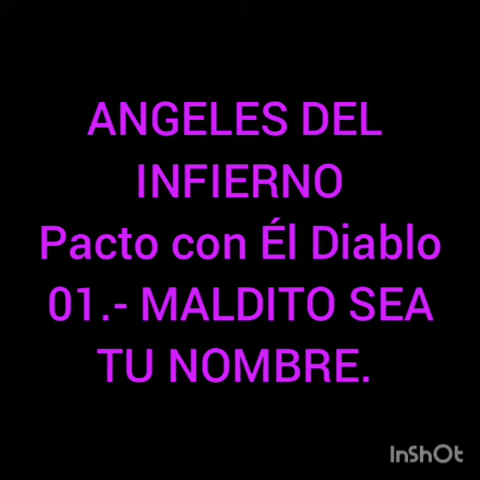 ANGELES DEL
INFIERNO
Pacto con Él Diablo
01.- MALDITO SEA
TU NOMBRE.
InShOt